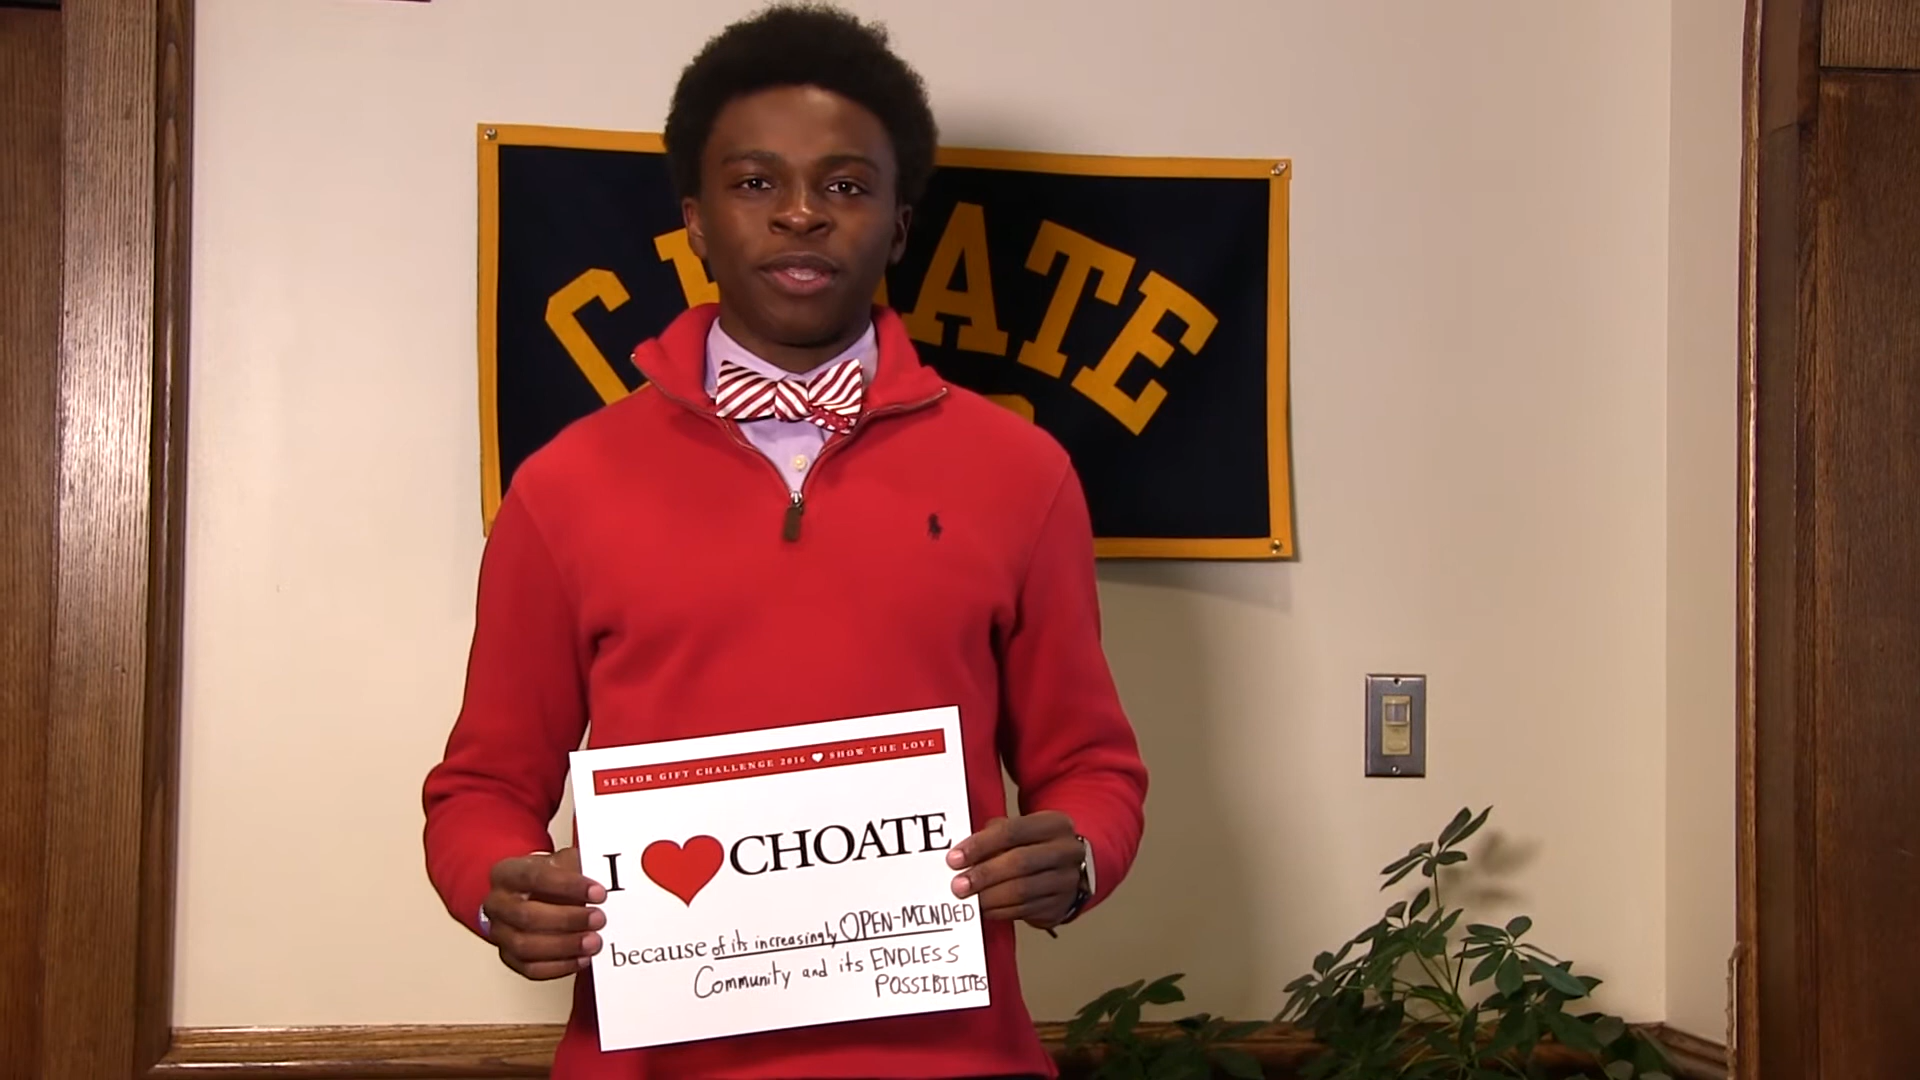 CHOATE
SENIOR GIFT CHALLENGE 2016 ♥ SHOW THE LOVE
I ♥ CHOATE
because of its increasingly OPEN-MINDED
Community and its ENDLESS
POSSIBILITES